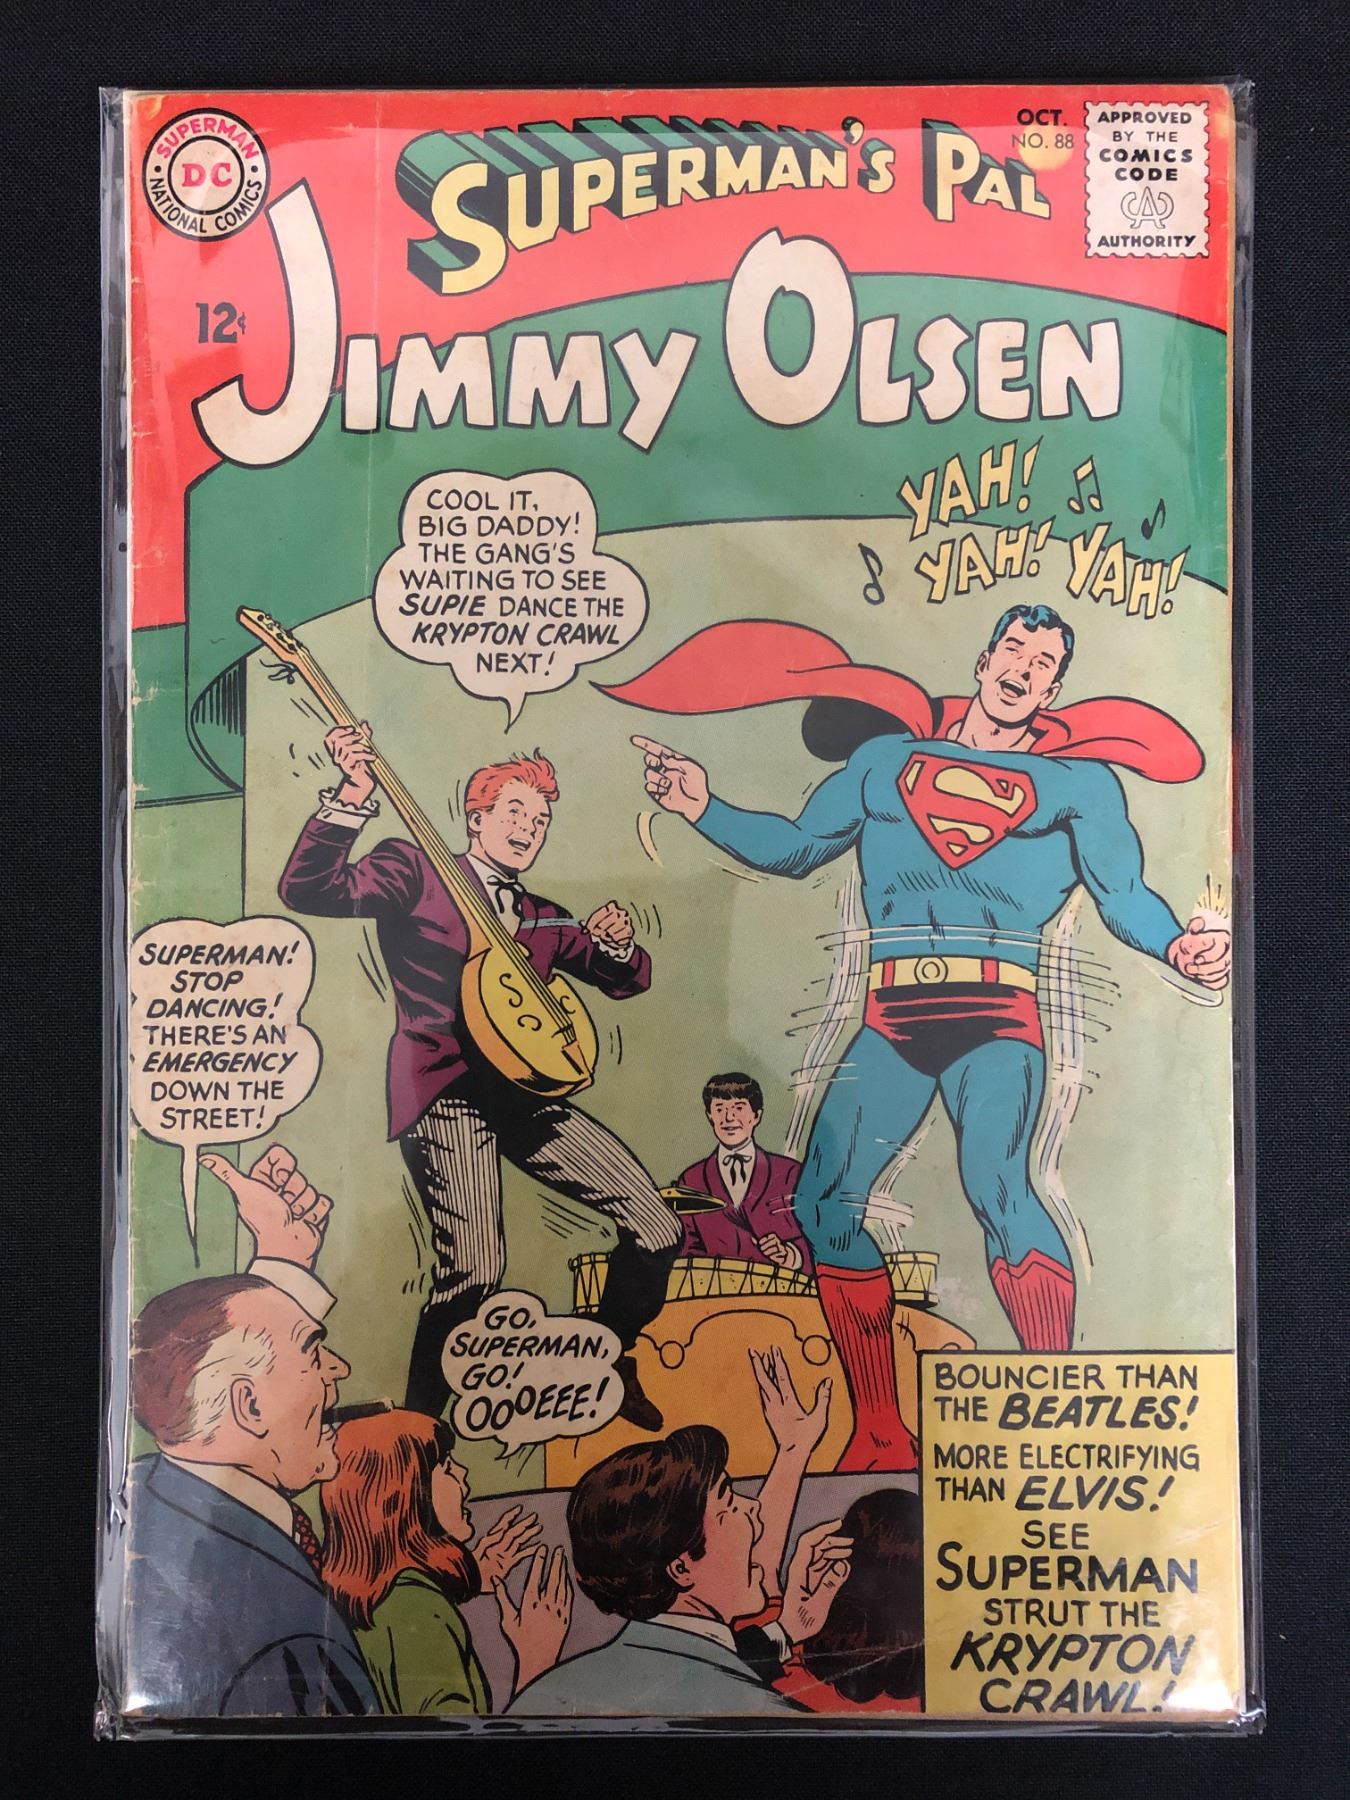 SUPERMAN
DC
NATIONAL COMICS
SUPERMAN'S PAL
JIMMY OLSEN
12¢
OCT.
NO. 88
APPROVED
BY THE
COMICS
CODE
CA
AUTHORITY
YAH!
YAH! YAH!
COOL IT,
BIG DADDY!
THE GANG'S
WAITING TO SEE
SUPIE DANCE THE
KRYPTON CRAWL
NEXT!
S
SUPERMAN!
STOP
DANCING!
THERE'S AN
EMERGENCY
DOWN THE
STREET!
GO,
SUPERMAN,
GO!
OOOEEE!
BOUNCIER THAN
THE BEATLES!
MORE ELECTRIFYING
THAN ELVIS!
SEE
SUPERMAN
STRUT THE
KRYPTON
CRAWL!